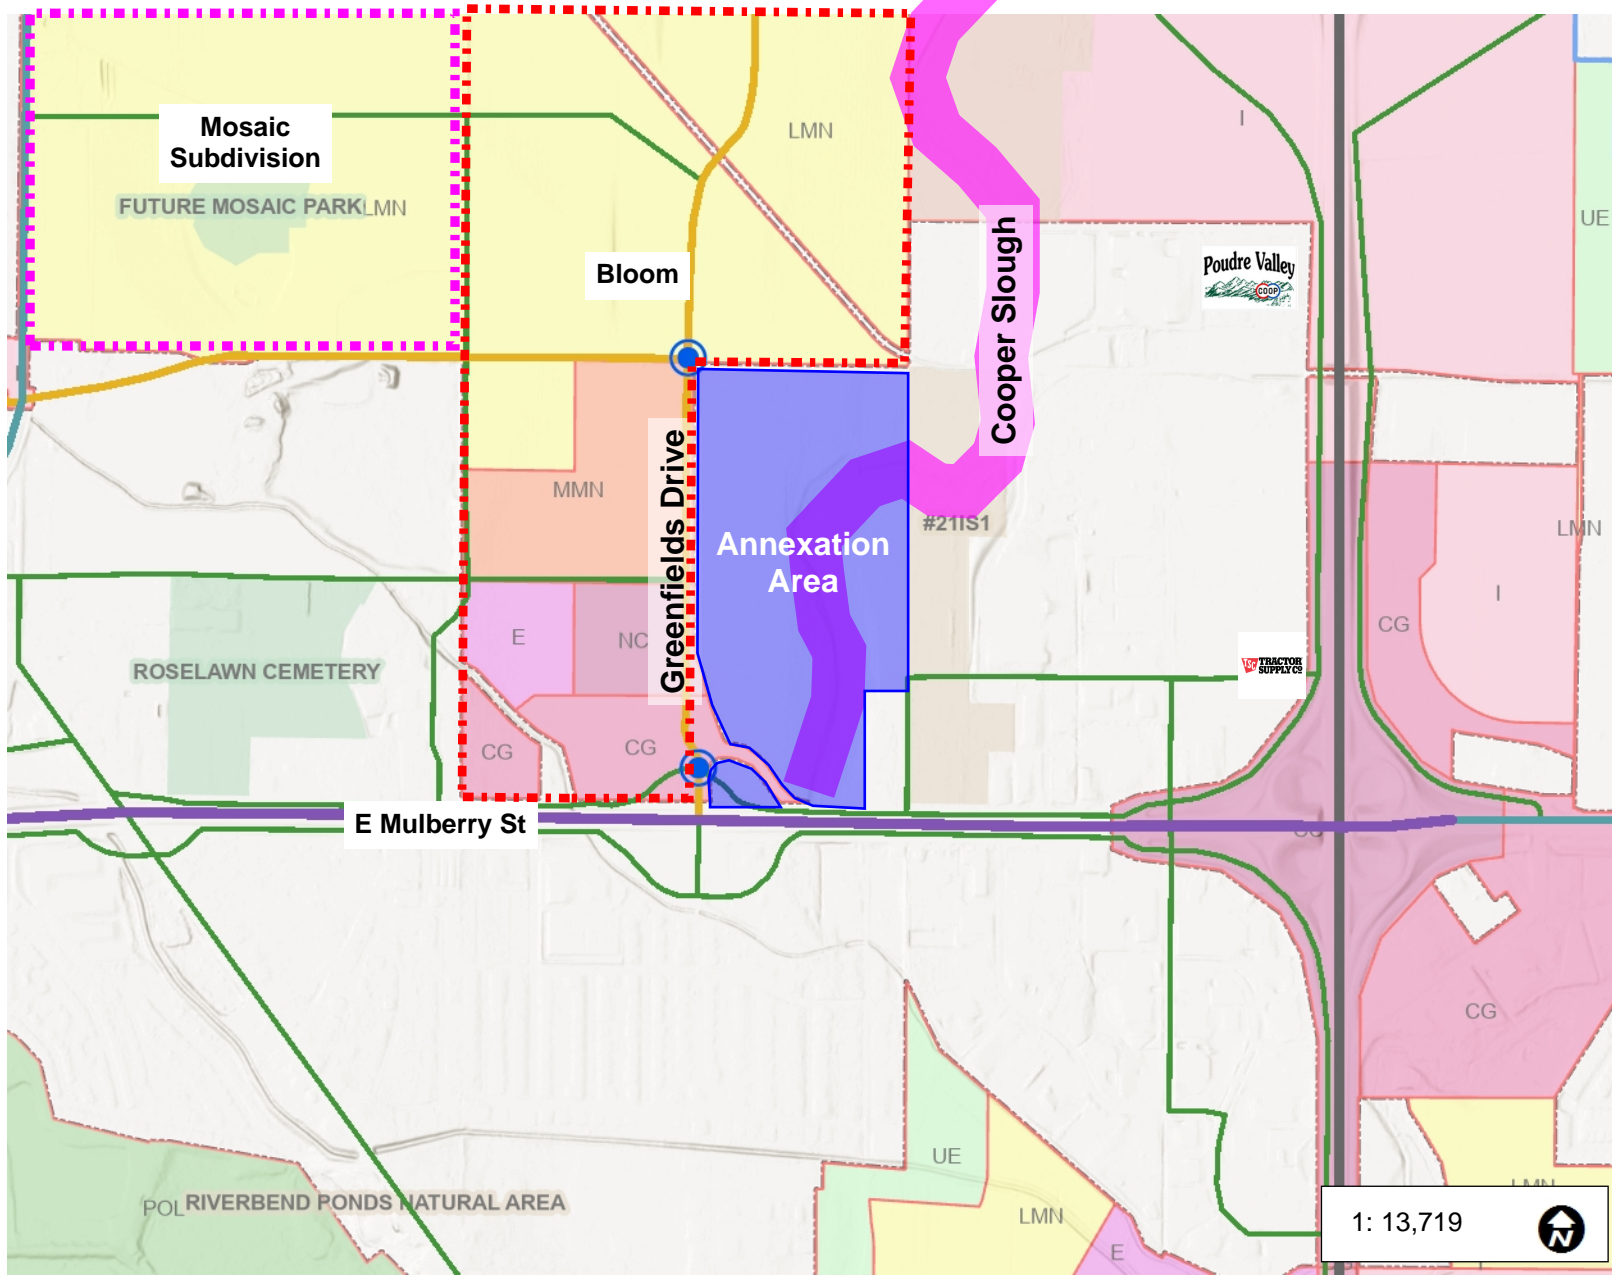 LMN
I
Mosaic
Subdivision
FUTURE MOSAIC PARK
LMN
UE
Bloom
Cooper Slough
Poudre Valley
COOP
Greenfields Drive
MMN
#21IS1
LMN
Annexation
Area
I
CG
E
NC
ROSELAWN CEMETERY
TSC TRACTOR
SUPPLY CO
CG
CG
E Mulberry St
CG
UE
POL
RIVERBEND PONDS NATURAL AREA
LMN
LMN
E
1: 13,719
N